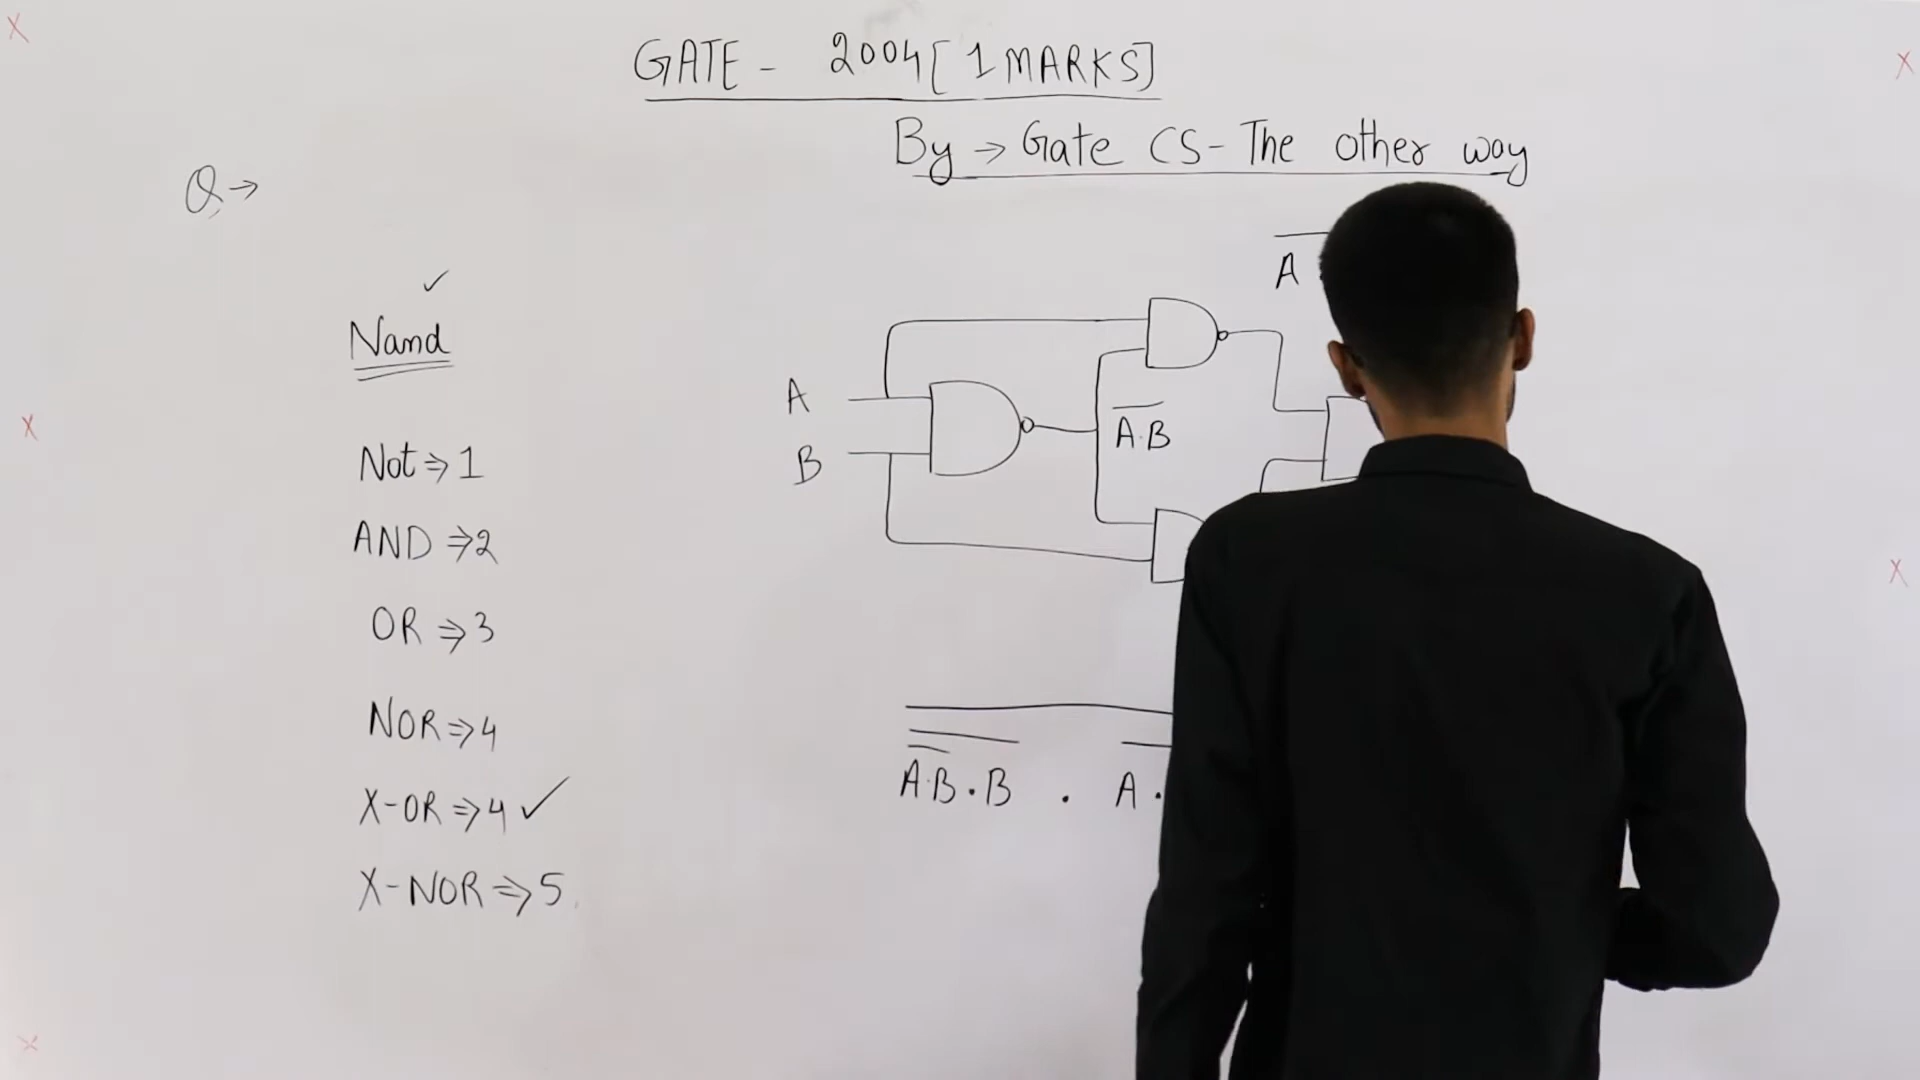 GATE - 2004 [1 MARKS]
By → Gate CS - The other way
Q →
✓
Nand
Not ⇒ 1
AND ⇒ 2
OR ⇒ 3
NOR ⇒ 4
X-OR ⇒ 4 ✓
X-NOR ⇒ 5
A
A
B
A̅.̅B̅
A.B.B . A.